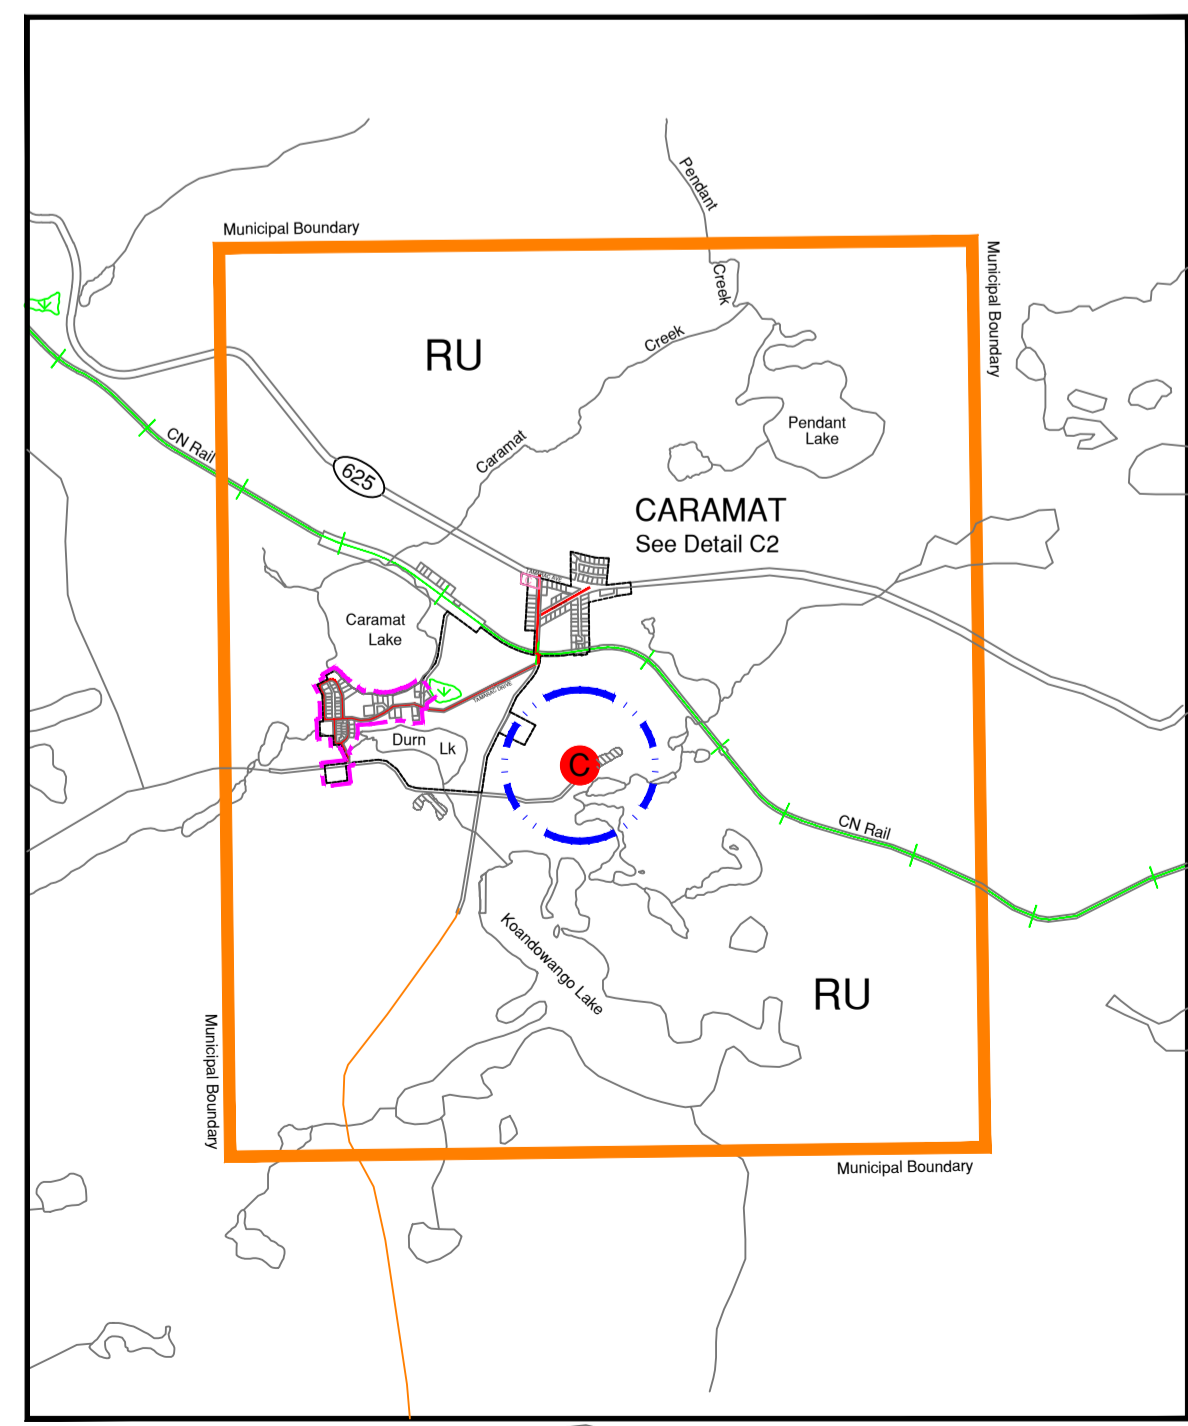 Pendant
Municipal Boundary
Creek
Municipal Boundary
Creek
RU
Pendant
Lake
CN Rail
Caramat
625
CARAMAT
See Detail C2
Caramat
Lake
Durn Lk
C
CN Rail
Koandowango Lake
RU
Municipal Boundary
Municipal Boundary